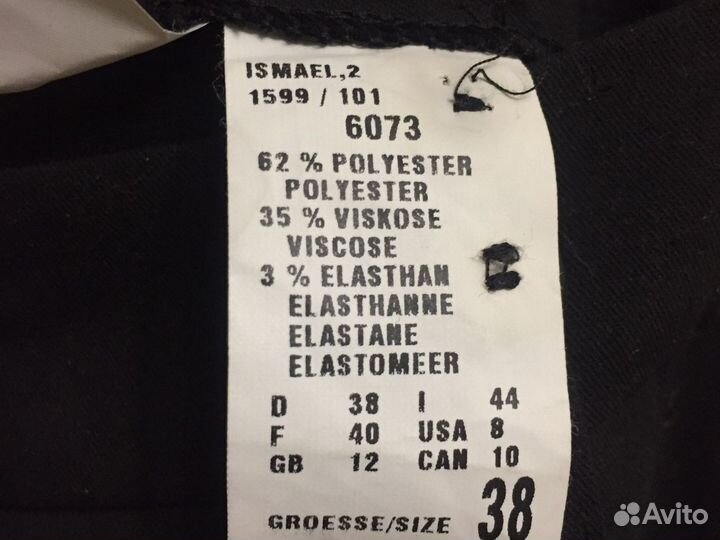 ISMAEL,2
1599 / 101
6073
62 % POLYESTER
POLYESTER
35 % VISKOSE
VISCOSE
3 % ELASTHAN
ELASTHANNE
ELASTANE
ELASTOMEER
D 38 I 44
F 40 USA 8
GB 12 CAN 10
GROESSE/SIZE 38
Avito